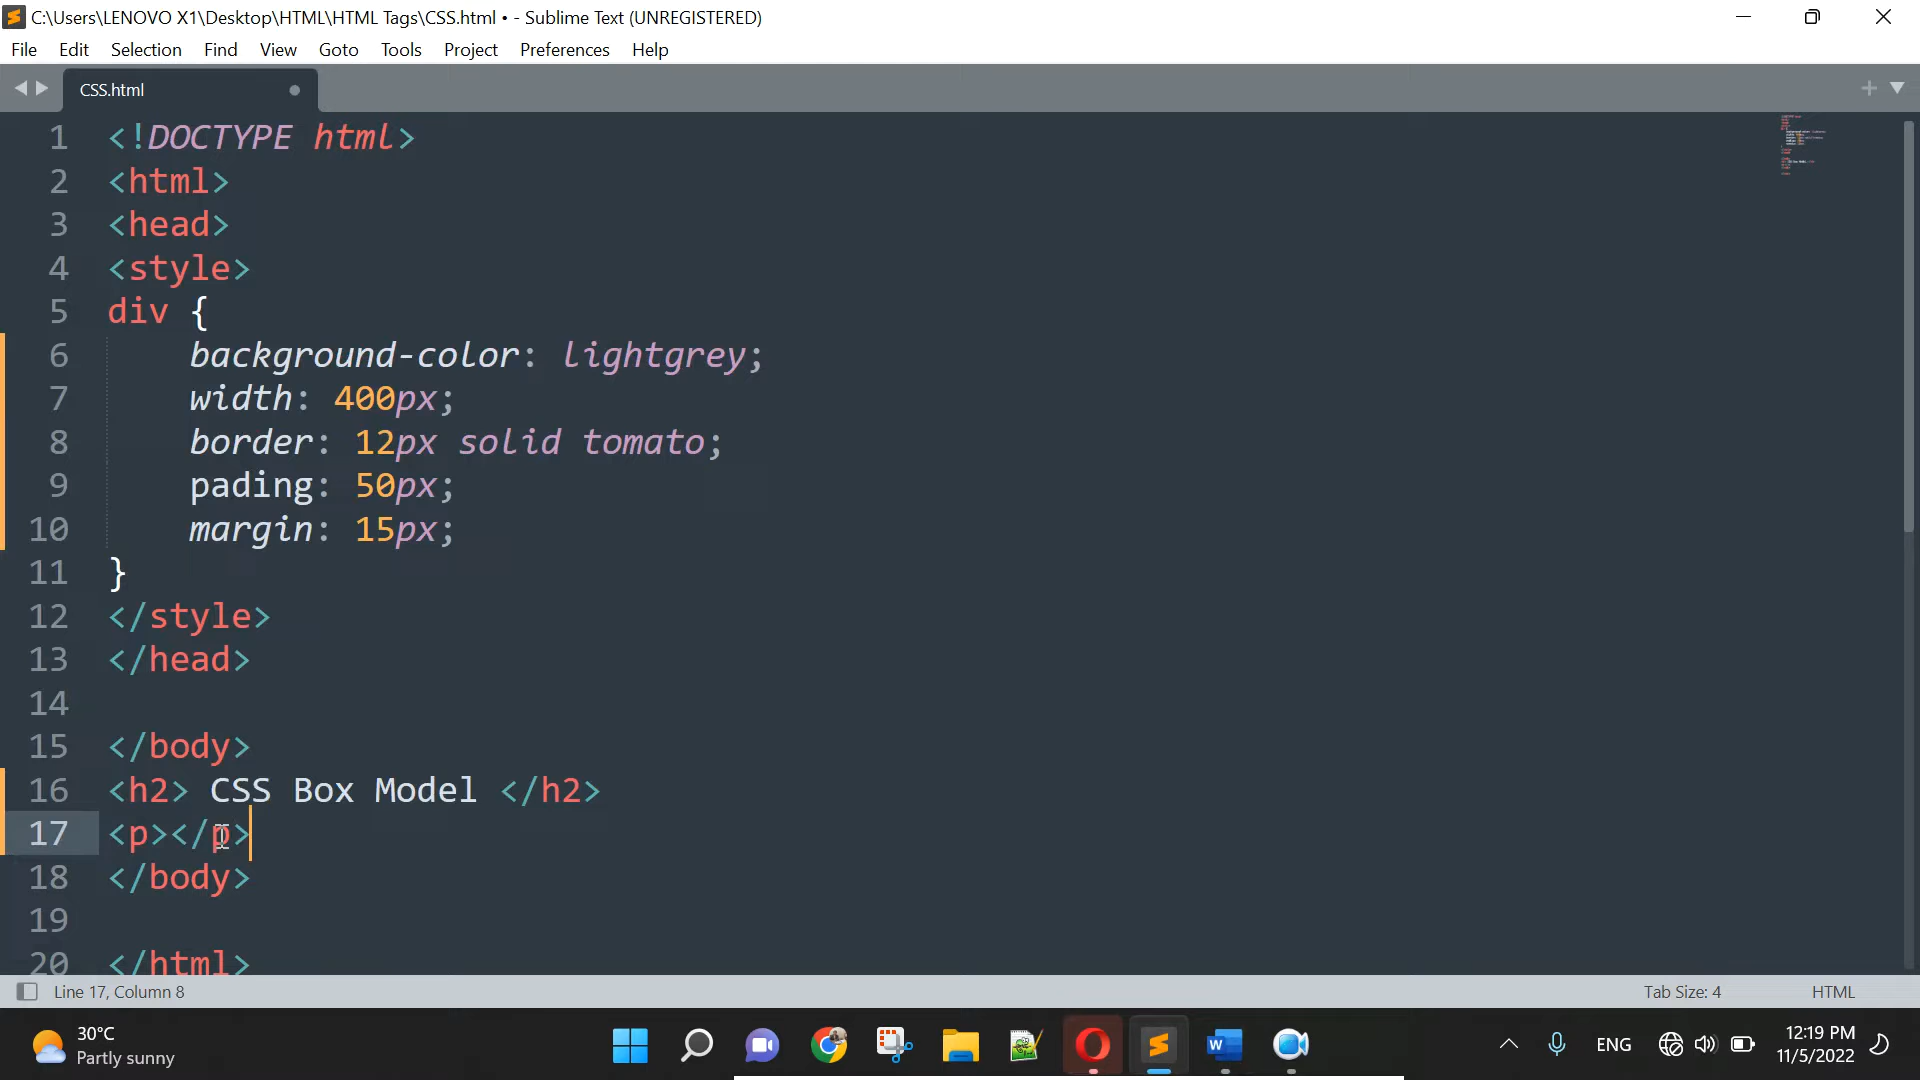 C:\Users\LENOVO X1\Desktop\HTML\HTML Tags\CSS.html • - Sublime Text (UNREGISTERED)
File Edit Selection Find View Goto Tools Project Preferences Help
CSS.html
1 <!DOCTYPE html>
2 <html>
3 <head>
4 <style>
5 div {
6 background-color: lightgrey;
7 width: 400px;
8 border: 12px solid tomato;
9 pading: 50px;
10 margin: 15px;
11 }
12 </style>
13 </head>
14
15 </body>
16 <h2> CSS Box Model </h2>
17 <p></p>
18 </body>
19
20 </html>
Line 17, Column 8 Tab Size: 4 HTML
30°C
Partly sunny
ENG
12:19 PM
11/5/2022